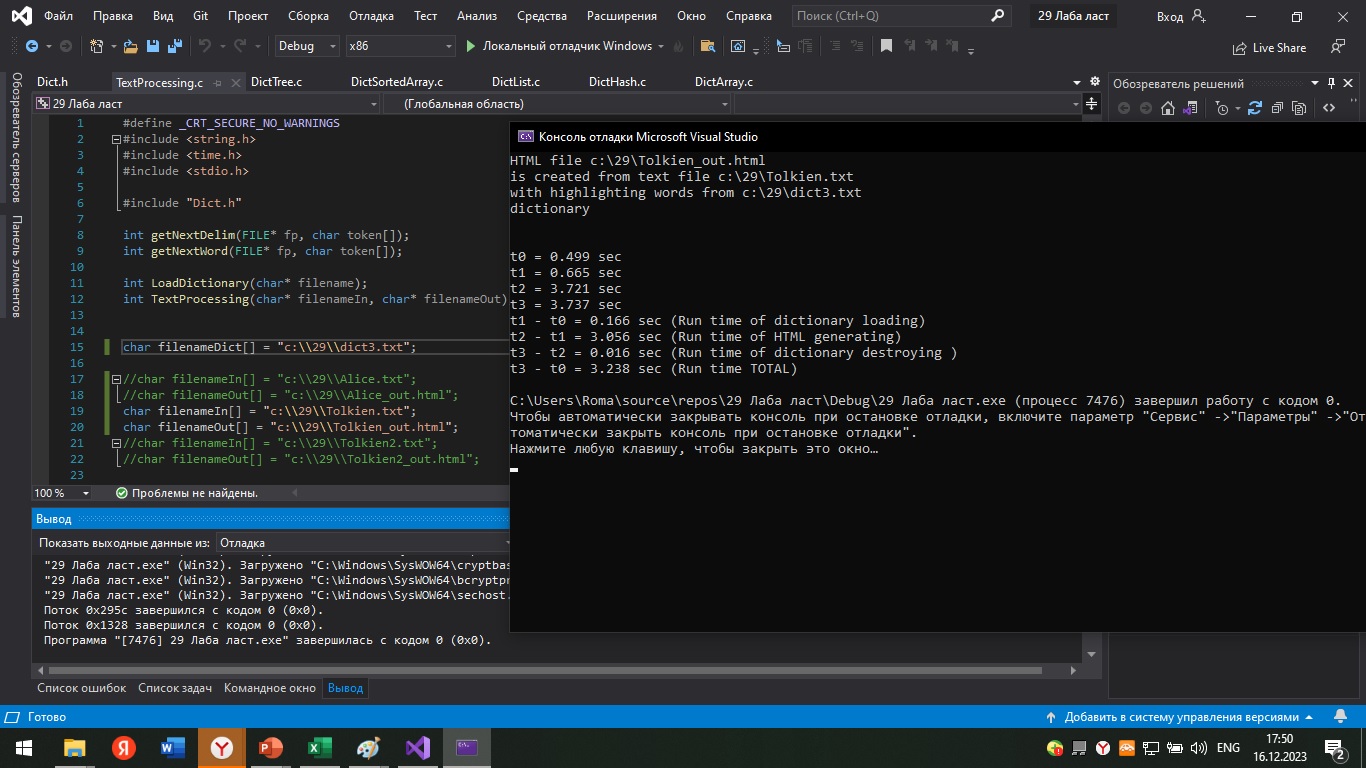 Файл Правка Вид Git Проект Сборка Отладка Тест Анализ Средства Расширения Окно Справка Поиск (Ctrl+Q) 29 Лаба ласт Вход
Debug x86 Локальный отладчик Windows Live Share
Обозреватель серверов
Панель элементов
Dict.h TextProcessing.c DictTree.c DictSortedArray.c DictList.c DictHash.c DictArray.c
Обозреватель решений
29 Лаба ласт (Глобальная область)
1 #define _CRT_SECURE_NO_WARNINGS
2 #include <string.h>
3 #include <time.h>
4 #include <stdio.h>
5
6 #include "Dict.h"
7
8 int getNextDelim(FILE* fp, char token[]);
9 int getNextWord(FILE* fp, char token[]);
10
11 int LoadDictionary(char* filename);
12 int TextProcessing(char* filenameIn, char* filenameOut)
13
14
15 char filenameDict[] = "c:\\29\\dict3.txt";
16
17 //char filenameIn[] = "c:\\29\\Alice.txt";
18 //char filenameOut[] = "c:\\29\\Alice_out.html";
19 char filenameIn[] = "c:\\29\\Tolkien.txt";
20 char filenameOut[] = "c:\\29\\Tolkien_out.html";
21 //char filenameIn[] = "c:\\29\\Tolkien2.txt";
22 //char filenameOut[] = "c:\\29\\Tolkien2_out.html";
23
100 % Проблемы не найдены.
Консоль отладки Microsoft Visual Studio
HTML file c:\29\Tolkien_out.html
is created from text file c:\29\Tolkien.txt
with highlighting words from c:\29\dict3.txt
dictionary
t0 = 0.499 sec
t1 = 0.665 sec
t2 = 3.721 sec
t3 = 3.737 sec
t1 - t0 = 0.166 sec (Run time of dictionary loading)
t2 - t1 = 3.056 sec (Run time of HTML generating)
t3 - t2 = 0.016 sec (Run time of dictionary destroying )
t3 - t0 = 3.238 sec (Run time TOTAL)
C:\Users\Roma\source\repos\29 Лаба ласт\Debug\29 Лаба ласт.exe (процесс 7476) завершил работу с кодом 0.
Чтобы автоматически закрывать консоль при остановке отладки, включите параметр "Сервис" ->"Параметры" ->"От
томатически закрыть консоль при остановке отладки".
Нажмите любую клавишу, чтобы закрыть это окно…
Вывод
Показать выходные данные из: Отладка
"29 Лаба ласт.exe" (Win32). Загружено "C:\Windows\SysWOW64\cryptbas
"29 Лаба ласт.exe" (Win32). Загружено "C:\Windows\SysWOW64\bcryptpr
"29 Лаба ласт.exe" (Win32). Загружено "C:\Windows\SysWOW64\sechost.
Поток 0x295c завершился с кодом 0 (0x0).
Поток 0x1328 завершился с кодом 0 (0x0).
Программа "[7476] 29 Лаба ласт.exe" завершилась с кодом 0 (0x0).
Список ошибок Список задач Командное окно Вывод
Готово Добавить в систему управления версиями
ENG 17:50
16.12.2023
2